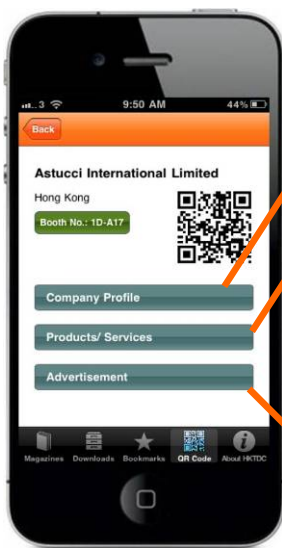 ...3 9:50 AM 44%
Back
Astucci International Limited
Hong Kong
Booth No.: 1D-A17
Company Profile
Products/ Services
Advertisement
Magazines Downloads Bookmarks QR Code About HKTDC